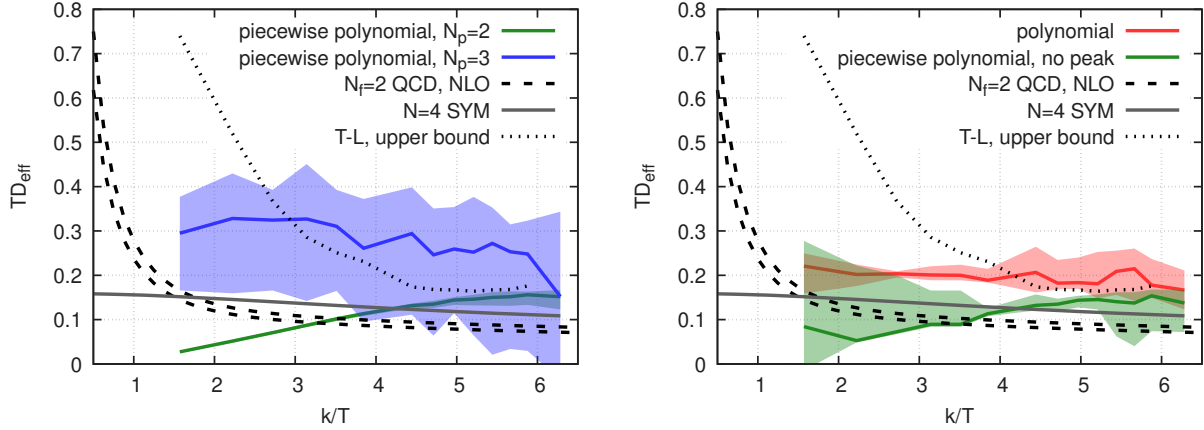 0.8
0.7
0.6
0.5
0.4
0.3
0.2
0.1
0
TD_eff
piecewise polynomial, N_p=2
piecewise polynomial, N_p=3
N_f=2 QCD, NLO
N=4 SYM
T-L, upper bound
1 2 3 4 5 6
k/T
0.8
0.7
0.6
0.5
0.4
0.3
0.2
0.1
0
TD_eff
polynomial
piecewise polynomial, no peak
N_f=2 QCD, NLO
N=4 SYM
T-L, upper bound
1 2 3 4 5 6
k/T